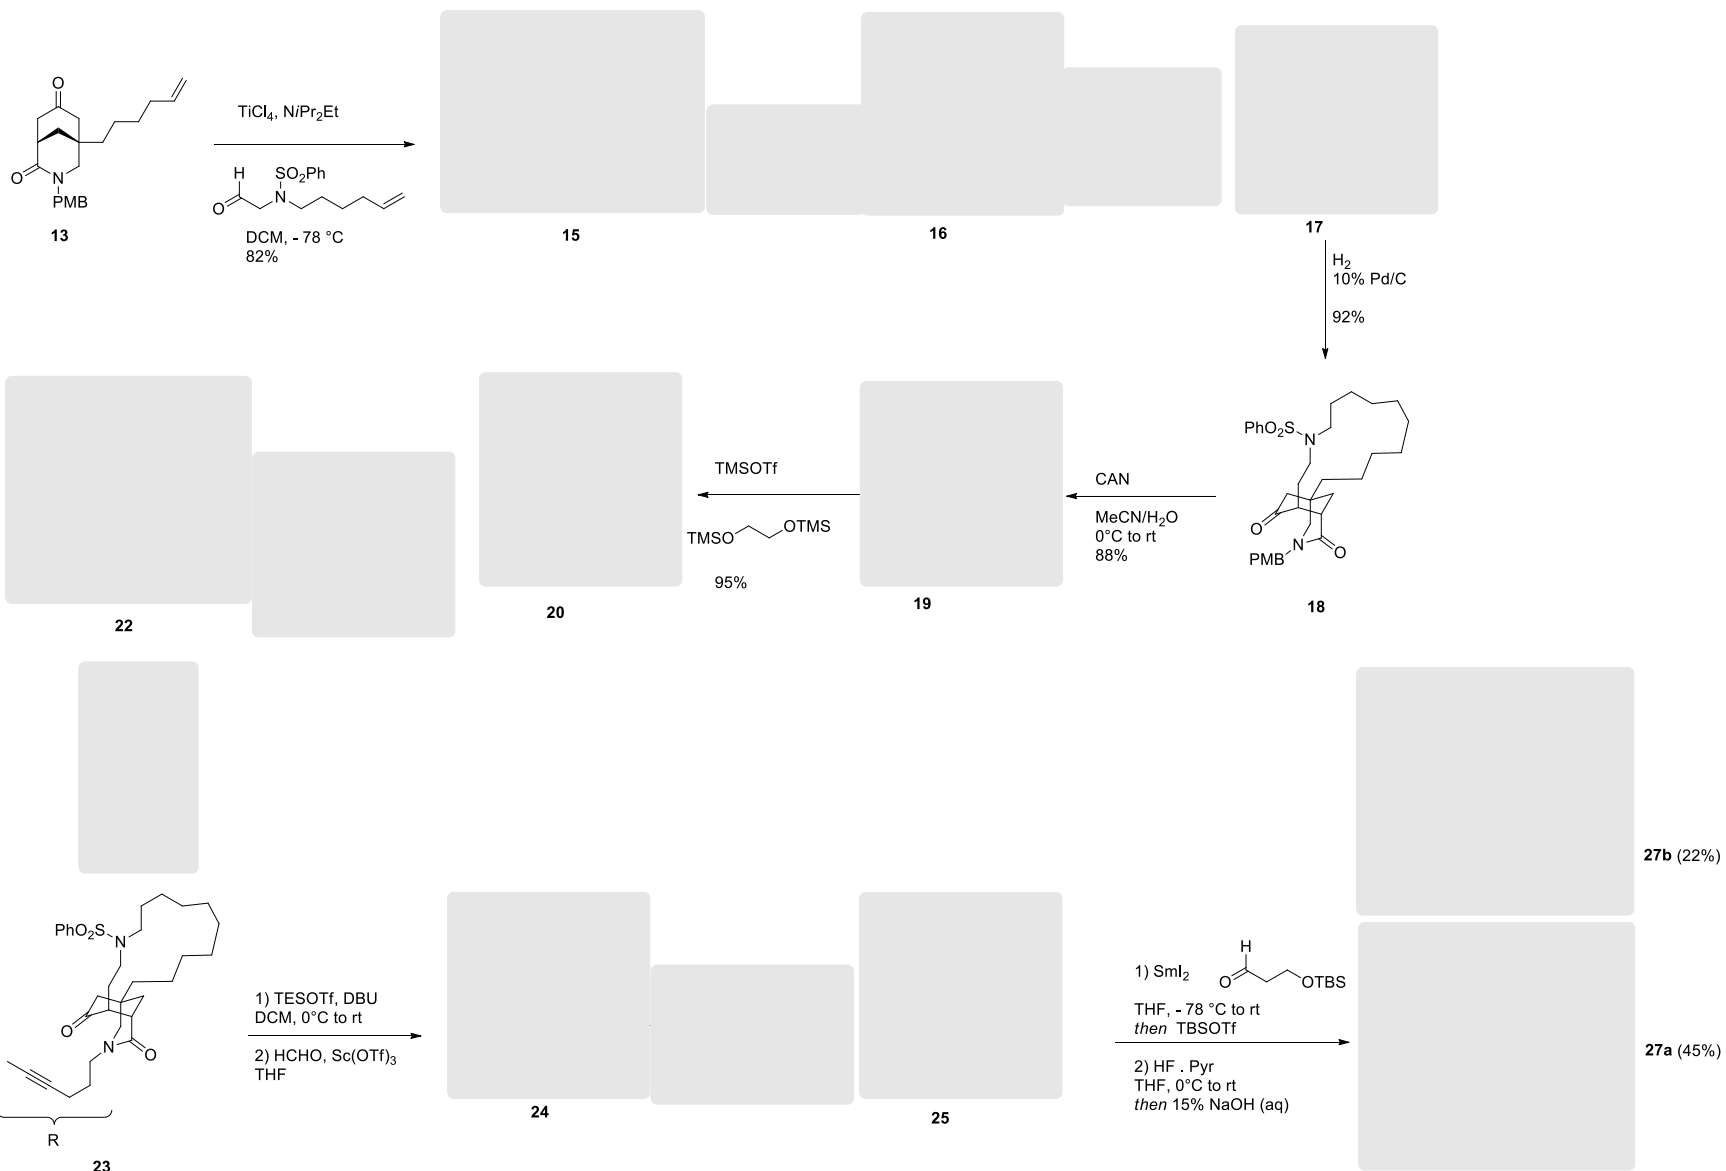 O
O
N
PMB
13
TiCl4, NiPr2Et
H
O
SO2Ph
N
DCM, - 78 °C
82%
15
16
17
H2
10% Pd/C
92%
PhO2S
N
O
N
O
PMB
18
CAN
MeCN/H2O
0°C to rt
88%
19
TMSOTf
TMSO
OTMS
95%
20
22
PhO2S
N
O
N
O
R
23
1) TESOTf, DBU
DCM, 0°C to rt
2) HCHO, Sc(OTf)3
THF
24
25
1) SmI2
H
O
OTBS
THF, - 78 °C to rt
then TBSOTf
2) HF . Pyr
THF, 0°C to rt
then 15% NaOH (aq)
27b (22%)
27a (45%)